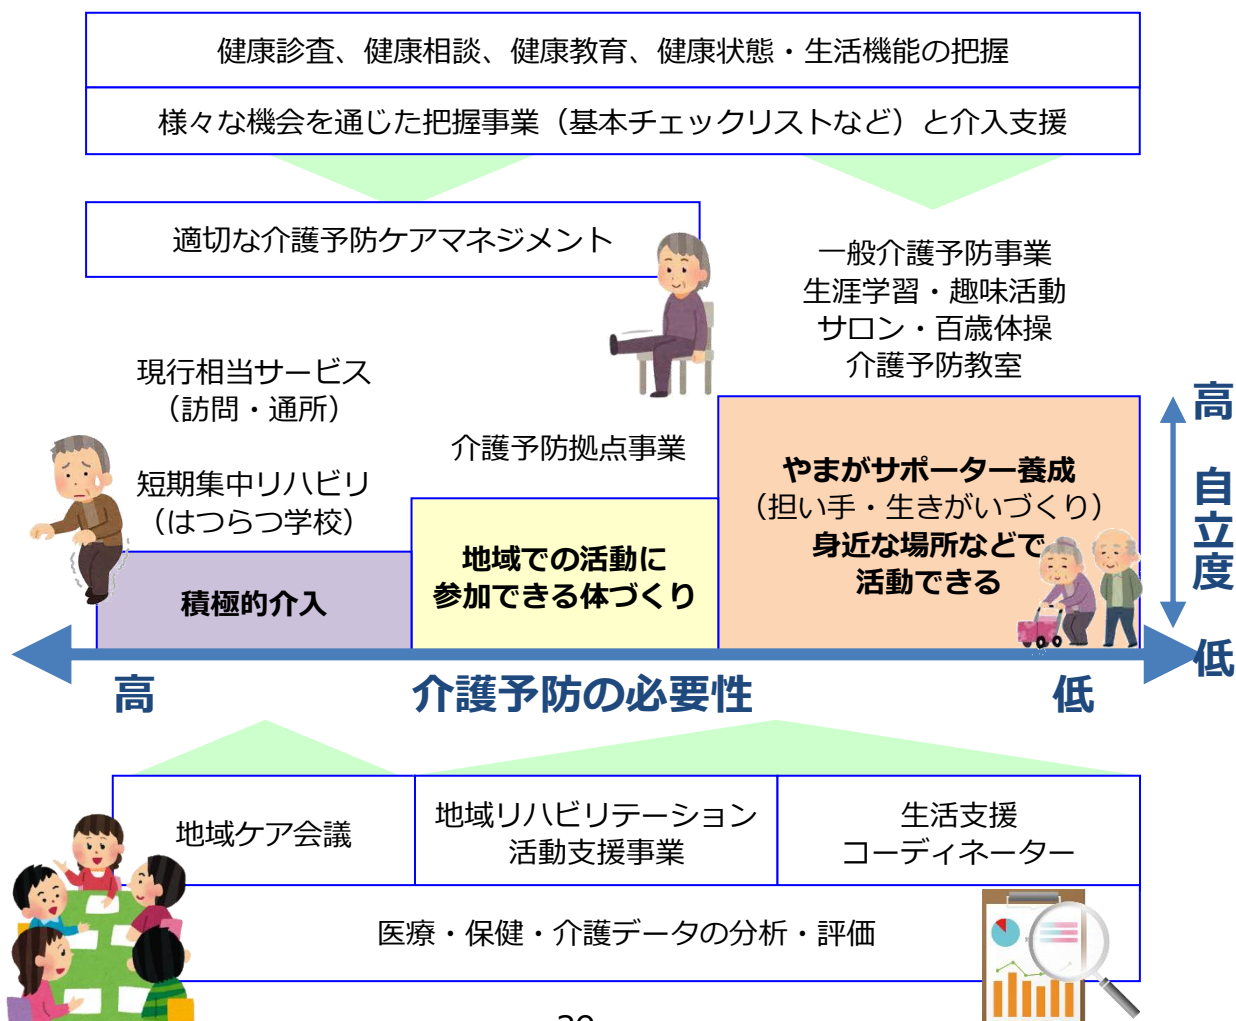 健康診査、健康相談、健康教育、健康状態・生活機能の把握
様々な機会を通じた把握事業（基本チェックリストなど）と介入支援
適切な介護予防ケアマネジメント
一般介護予防事業
生涯学習・趣味活動
サロン・百歳体操
介護予防教室
現行相当サービス
（訪問・通所）
短期集中リハビリ
（はつらつ学校）
介護予防拠点事業
積極的介入
地域での活動に
参加できる体づくり
やまがサポーター養成
（担い手・生きがいづくり）
身近な場所などで
活動できる
高
自立度
低
高
介護予防の必要性
低
地域ケア会議
地域リハビリテーション
活動支援事業
生活支援
コーディネーター
医療・保健・介護データの分析・評価